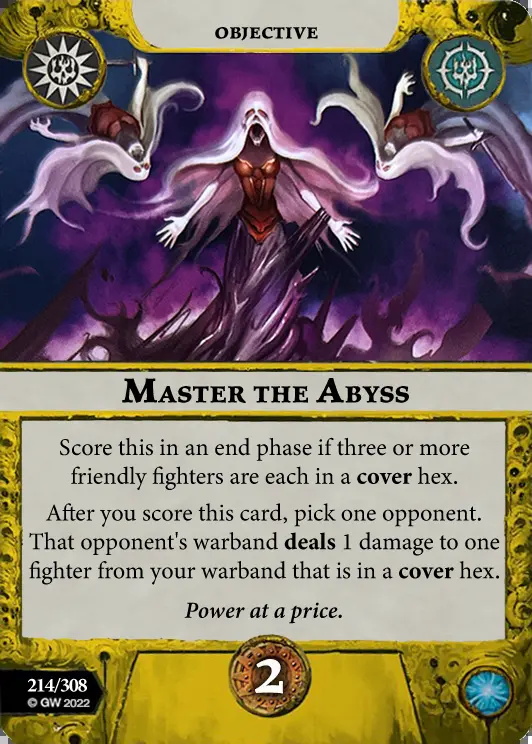 OBJECTIVE
MASTER THE ABYSS
Score this in an end phase if three or more
friendly fighters are each in a cover hex.
After you score this card, pick one opponent.
That opponent's warband deals 1 damage to one
fighter from your warband that is in a cover hex.
Power at a price.
2
214/308
© GW 2022